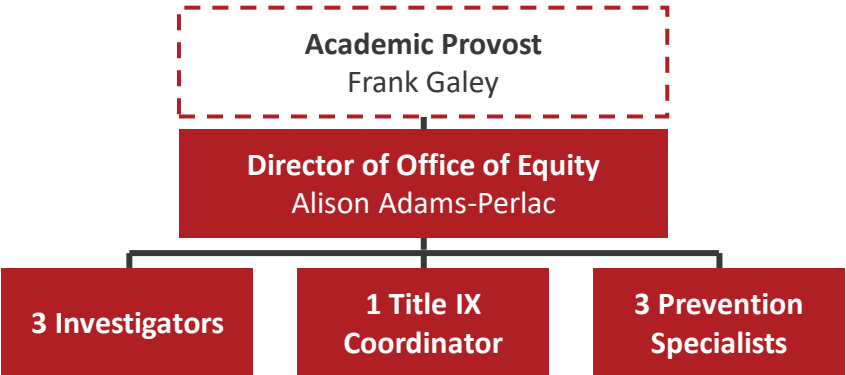 Academic Provost
Frank Galey
Director of Office of Equity
Alison Adams-Perlac
3 Investigators
1 Title IX
Coordinator
3 Prevention
Specialists